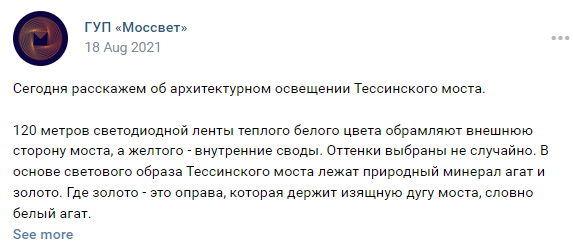 ГУП «Моссвет»
18 Aug 2021
Сегодня расскажем об архитектурном освещении Тессинского моста.
120 метров светодиодной ленты теплого белого цвета обрамляют внешнюю
сторону моста, а желтого - внутренние своды. Оттенки выбраны не случайно. В
основе светового образа Тессинского моста лежат природный минерал агат и
золото. Где золото - это оправа, которая держит изящную дугу моста, словно
белый агат.
See more